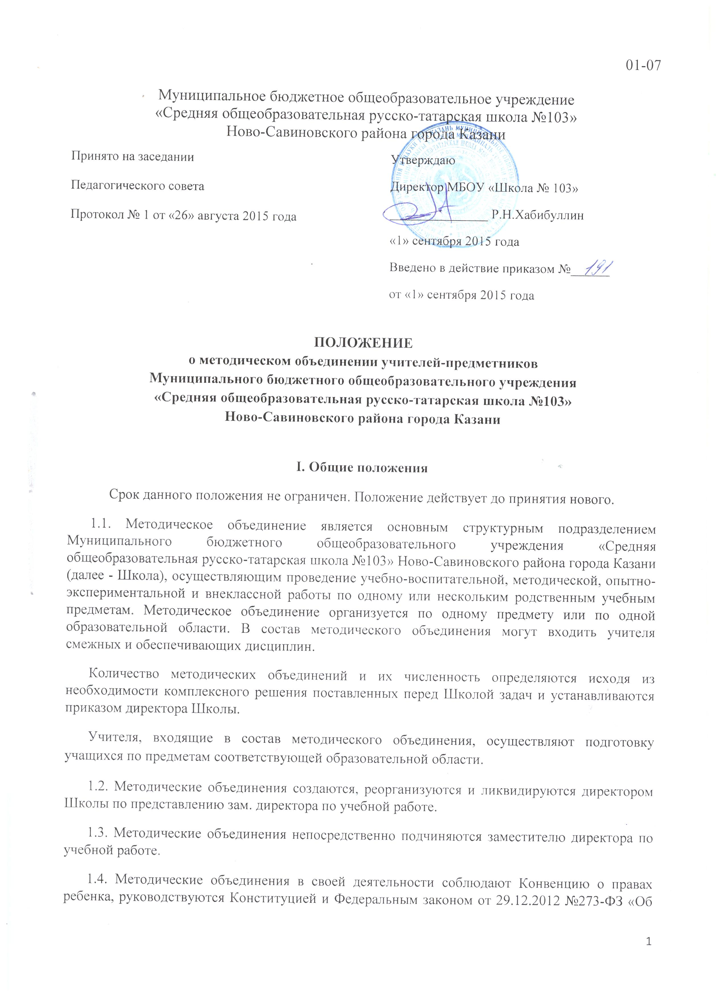 01-07
Муниципальное бюджетное общеобразовательное учреждение
«Средняя общеобразовательная русско-татарская школа №103»
Ново-Савиновского района города Казани
Принято на заседании
Педагогического совета
Протокол № 1 от «26» августа 2015 года
Утверждаю
Директор МБОУ «Школа № 103»
________________ Р.Н.Хабибуллин
«1» сентября 2015 года
Введено в действие приказом № 191
от «1» сентября 2015 года
ПОЛОЖЕНИЕ
о методическом объединении учителей-предметников
Муниципального бюджетного общеобразовательного учреждения
«Средняя общеобразовательная русско-татарская школа №103»
Ново-Савиновского района города Казани
I. Общие положения
Срок данного положения не ограничен. Положение действует до принятия нового.
1.1. Методическое объединение является основным структурным подразделением
Муниципального бюджетного общеобразовательного учреждения «Средняя
общеобразовательная русско-татарская школа №103» Ново-Савиновского района города Казани
(далее - Школа), осуществляющим проведение учебно-воспитательной, методической, опытно-
экспериментальной и внеклассной работы по одному или нескольким родственным учебным
предметам. Методическое объединение организуется по одному предмету или по одной
образовательной области. В состав методического объединения могут входить учителя
смежных и обеспечивающих дисциплин.
Количество методических объединений и их численность определяются исходя из
необходимости комплексного решения поставленных перед Школой задач и устанавливаются
приказом директора Школы.
Учителя, входящие в состав методического объединения, осуществляют подготовку
учащихся по предметам соответствующей образовательной области.
1.2. Методические объединения создаются, реорганизуются и ликвидируются директором
Школы по представлению зам. директора по учебной работе.
1.3. Методические объединения непосредственно подчиняются заместителю директора по
учебной работе.
1.4. Методические объединения в своей деятельности соблюдают Конвенцию о правах
ребенка, руководствуются Конституцией и Федеральным законом от 29.12.2012 №273-ФЗ «Об
1